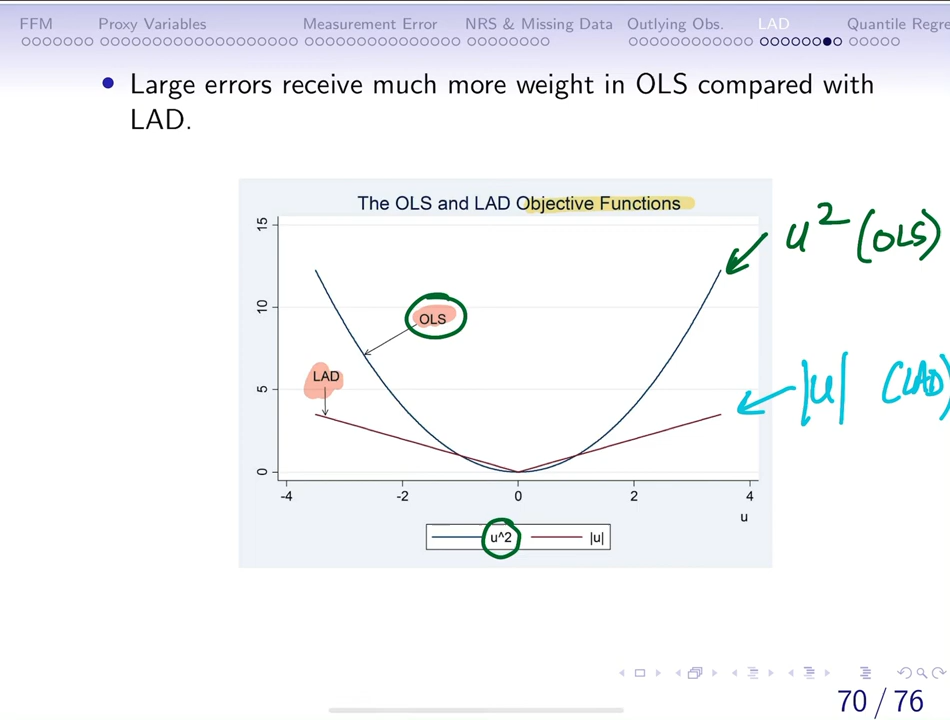 FFM Proxy Variables Measurement Error NRS & Missing Data Outlying Obs. LAD Quantile Regre
• Large errors receive much more weight in OLS compared with
LAD.
The OLS and LAD Objective Functions
u² (OLS)
|u| (LAD)
15
10
5
0
OLS
LAD
-4 -2 0 2 4
u
u^2 |u|
70 / 76